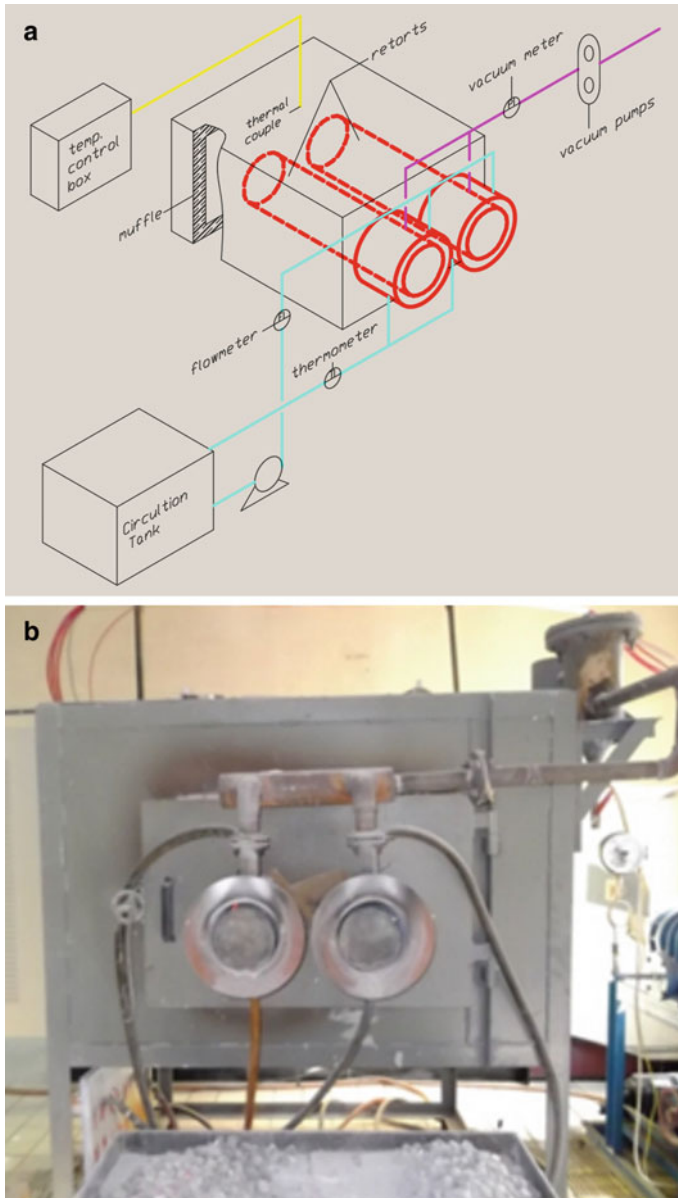 a
retorts
vacuum meter
vacuum pumps
thermal
couple
temp.
control
box
muffle
flowmeter
thermometer
Circultion
Tank
b